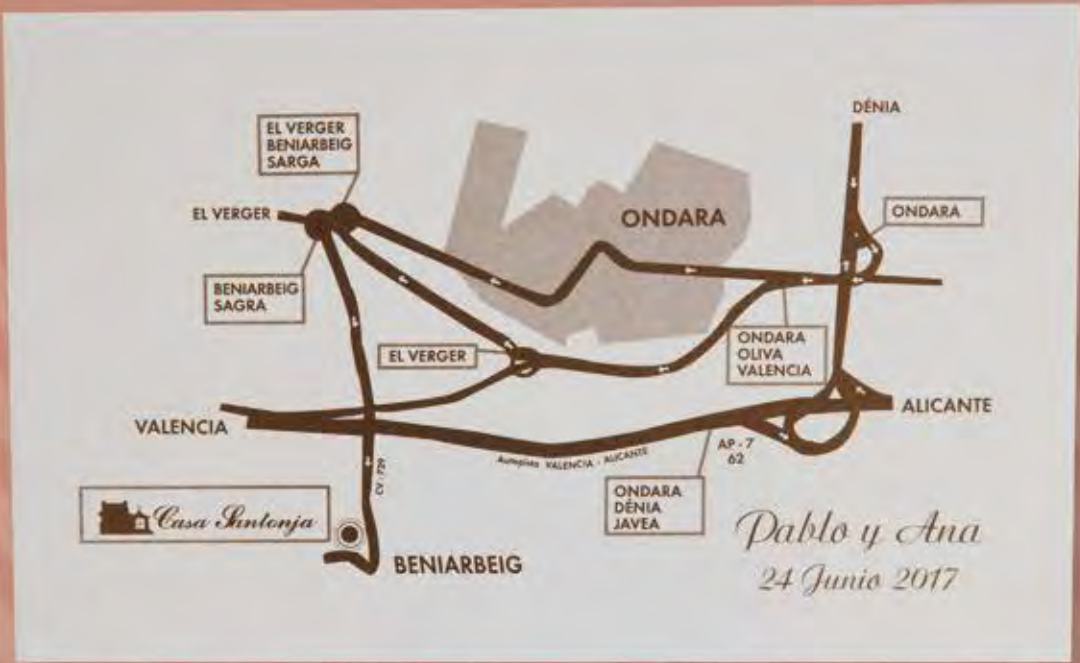 DÉNIA
EL VERGER
BENIARBEIG
SARGA
EL VERGER
ONDARA
ONDARA
BENIARBEIG
SAGRA
EL VERGER
ONDARA
OLIVA
VALENCIA
VALENCIA
ALICANTE
AP - 7
62
Autopista VALENCIA - ALICANTE
CV - 729
ONDARA
DÉNIA
JAVEA
Casa Santonja
BENIARBEIG
Pablo y Ana
24 Junio 2017